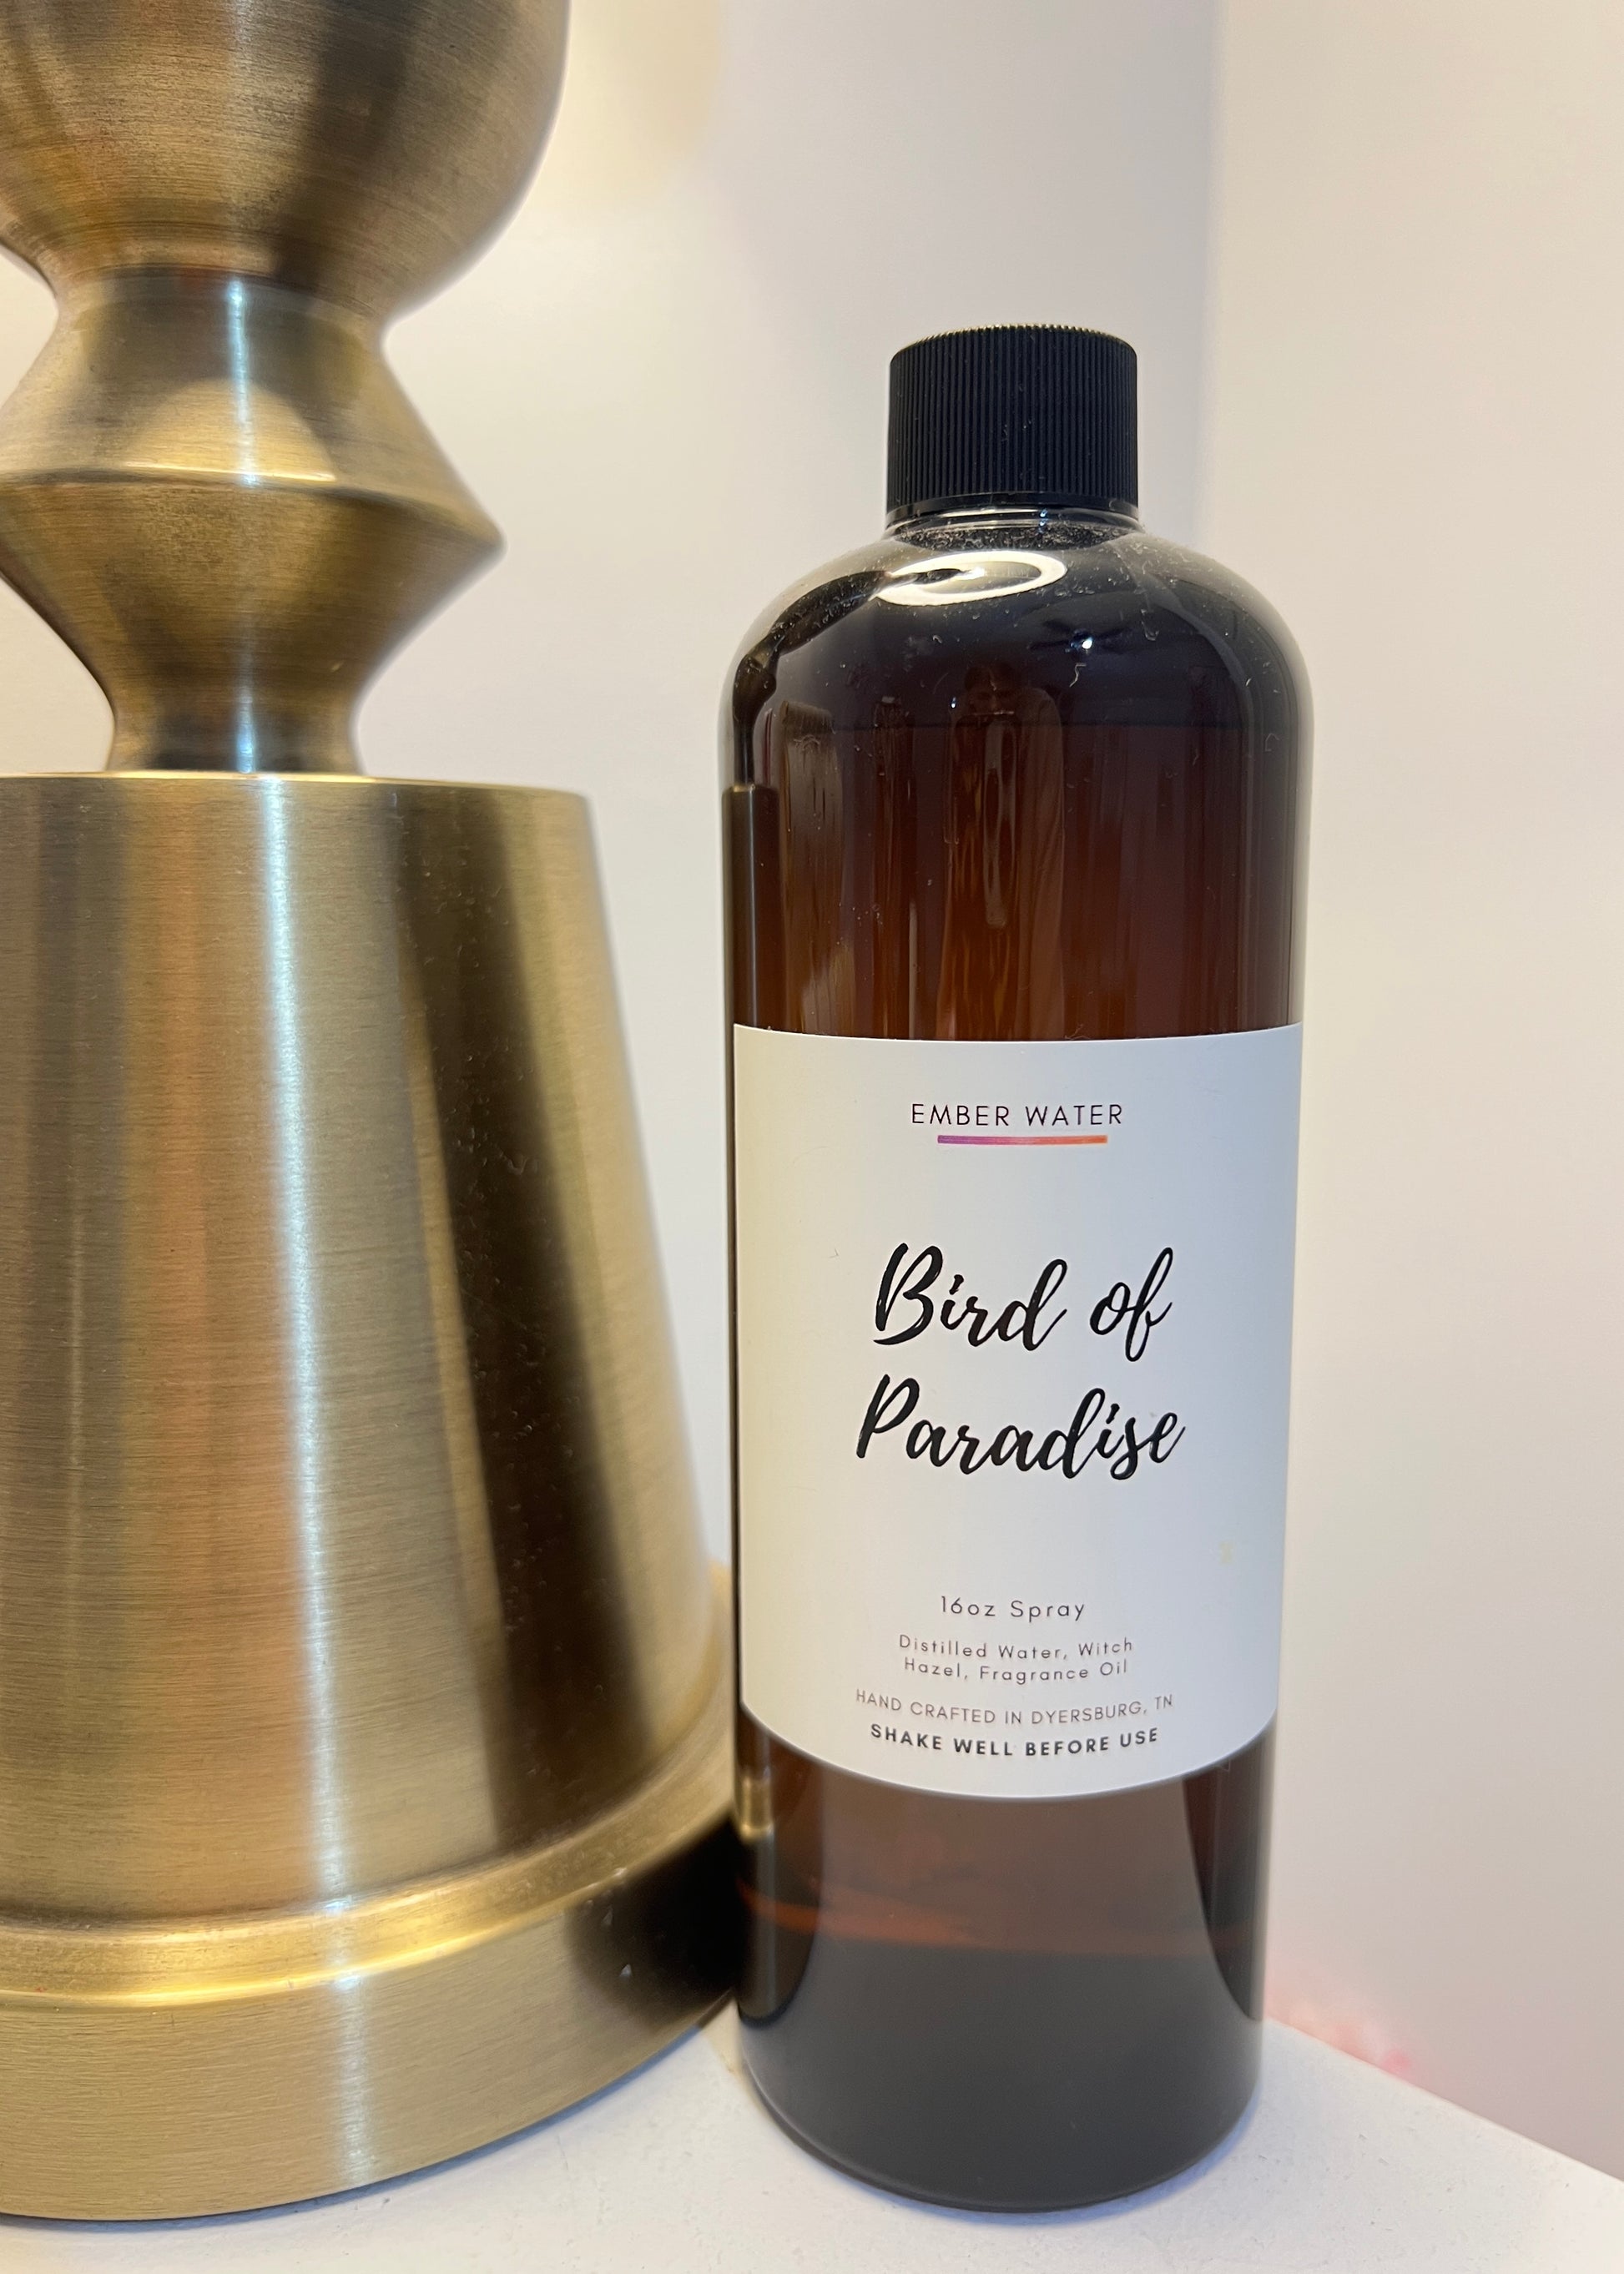 EMBER WATER
Bird of
Paradise
16oz Spray
Distilled Water, Witch
Hazel, Fragrance Oil
HAND CRAFTED IN DYERSBURG, TN
SHAKE WELL BEFORE USE